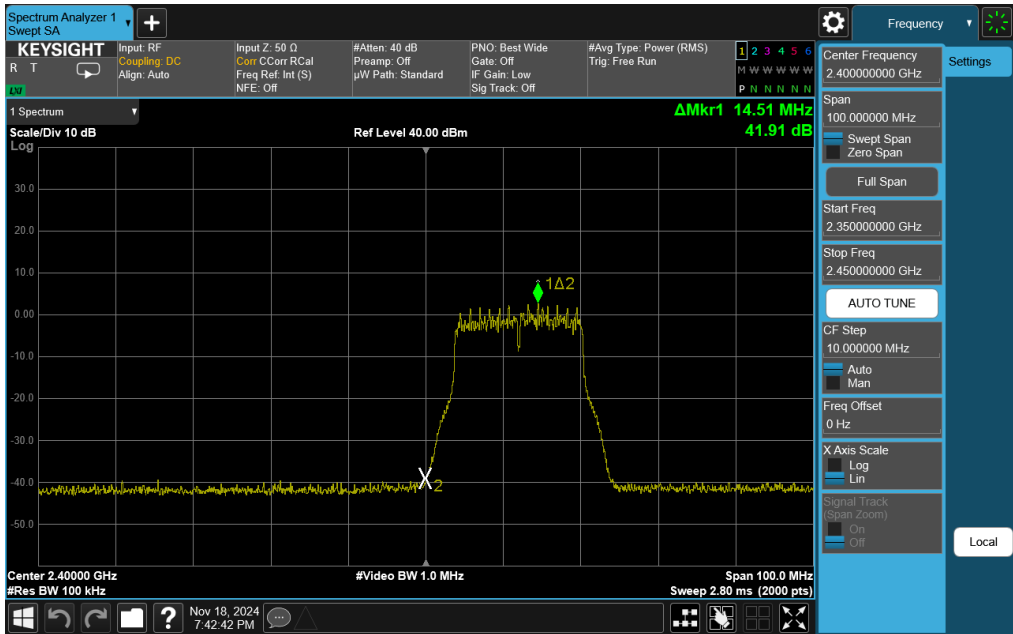 Spectrum Analyzer 1
Swept SA
+
Frequency
KEYSIGHT
R T
LXI
Input: RF
Coupling: DC
Align: Auto
Input Z: 50 Ω
Corr CCorr RCal
Freq Ref: Int (S)
NFE: Off
#Atten: 40 dB
Preamp: Off
µW Path: Standard
PNO: Best Wide
Gate: Off
IF Gain: Low
Sig Track: Off
#Avg Type: Power (RMS)
Trig: Free Run
1 2 3 4 5 6
M W W W W W
P N N N N N
1 Spectrum
ΔMkr1 14.51 MHz
41.91 dB
Scale/Div 10 dB
Ref Level 40.00 dBm
Log
30.0
20.0
10.0
0.00
-10.0
-20.0
-30.0
-40.0
-50.0
1Δ2
X2
Center 2.40000 GHz
#Video BW 1.0 MHz
Span 100.0 MHz
#Res BW 100 kHz
Sweep 2.80 ms (2000 pts)
Center Frequency
2.400000000 GHz
Settings
Span
100.000000 MHz
Swept Span
Zero Span
Full Span
Start Freq
2.350000000 GHz
Stop Freq
2.450000000 GHz
AUTO TUNE
CF Step
10.000000 MHz
Auto
Man
Freq Offset
0 Hz
X Axis Scale
Log
Lin
Signal Track
(Span Zoom)
On
Off
Local
?
Nov 18, 2024
7:42:42 PM